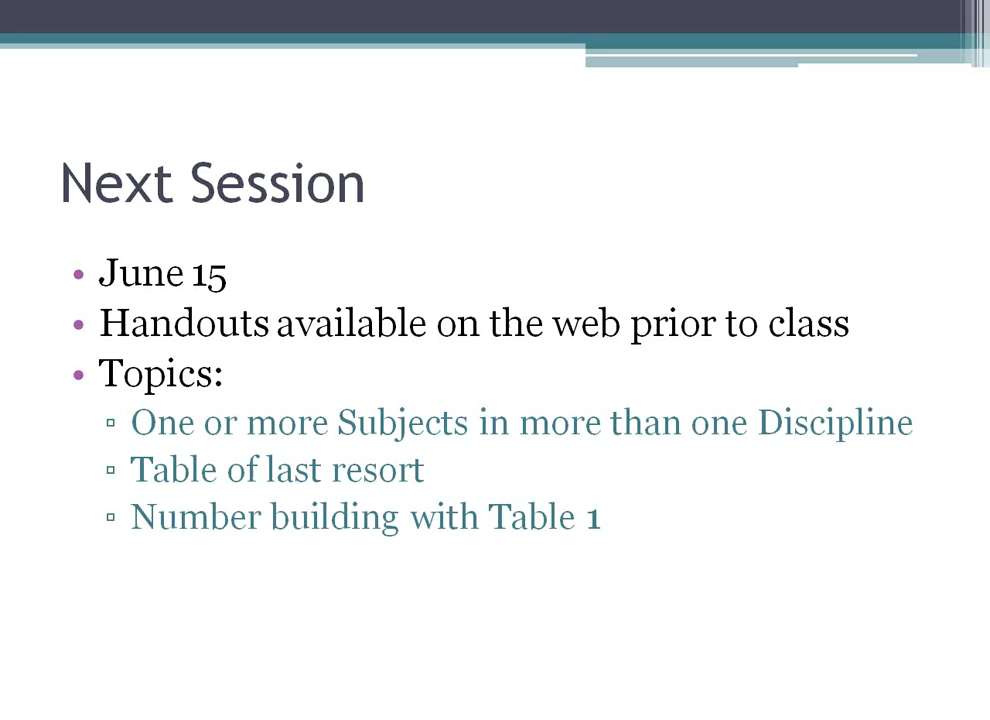 Next Session
• June 15
• Handouts available on the web prior to class
• Topics:
▫ One or more Subjects in more than one Discipline
▫ Table of last resort
▫ Number building with Table 1